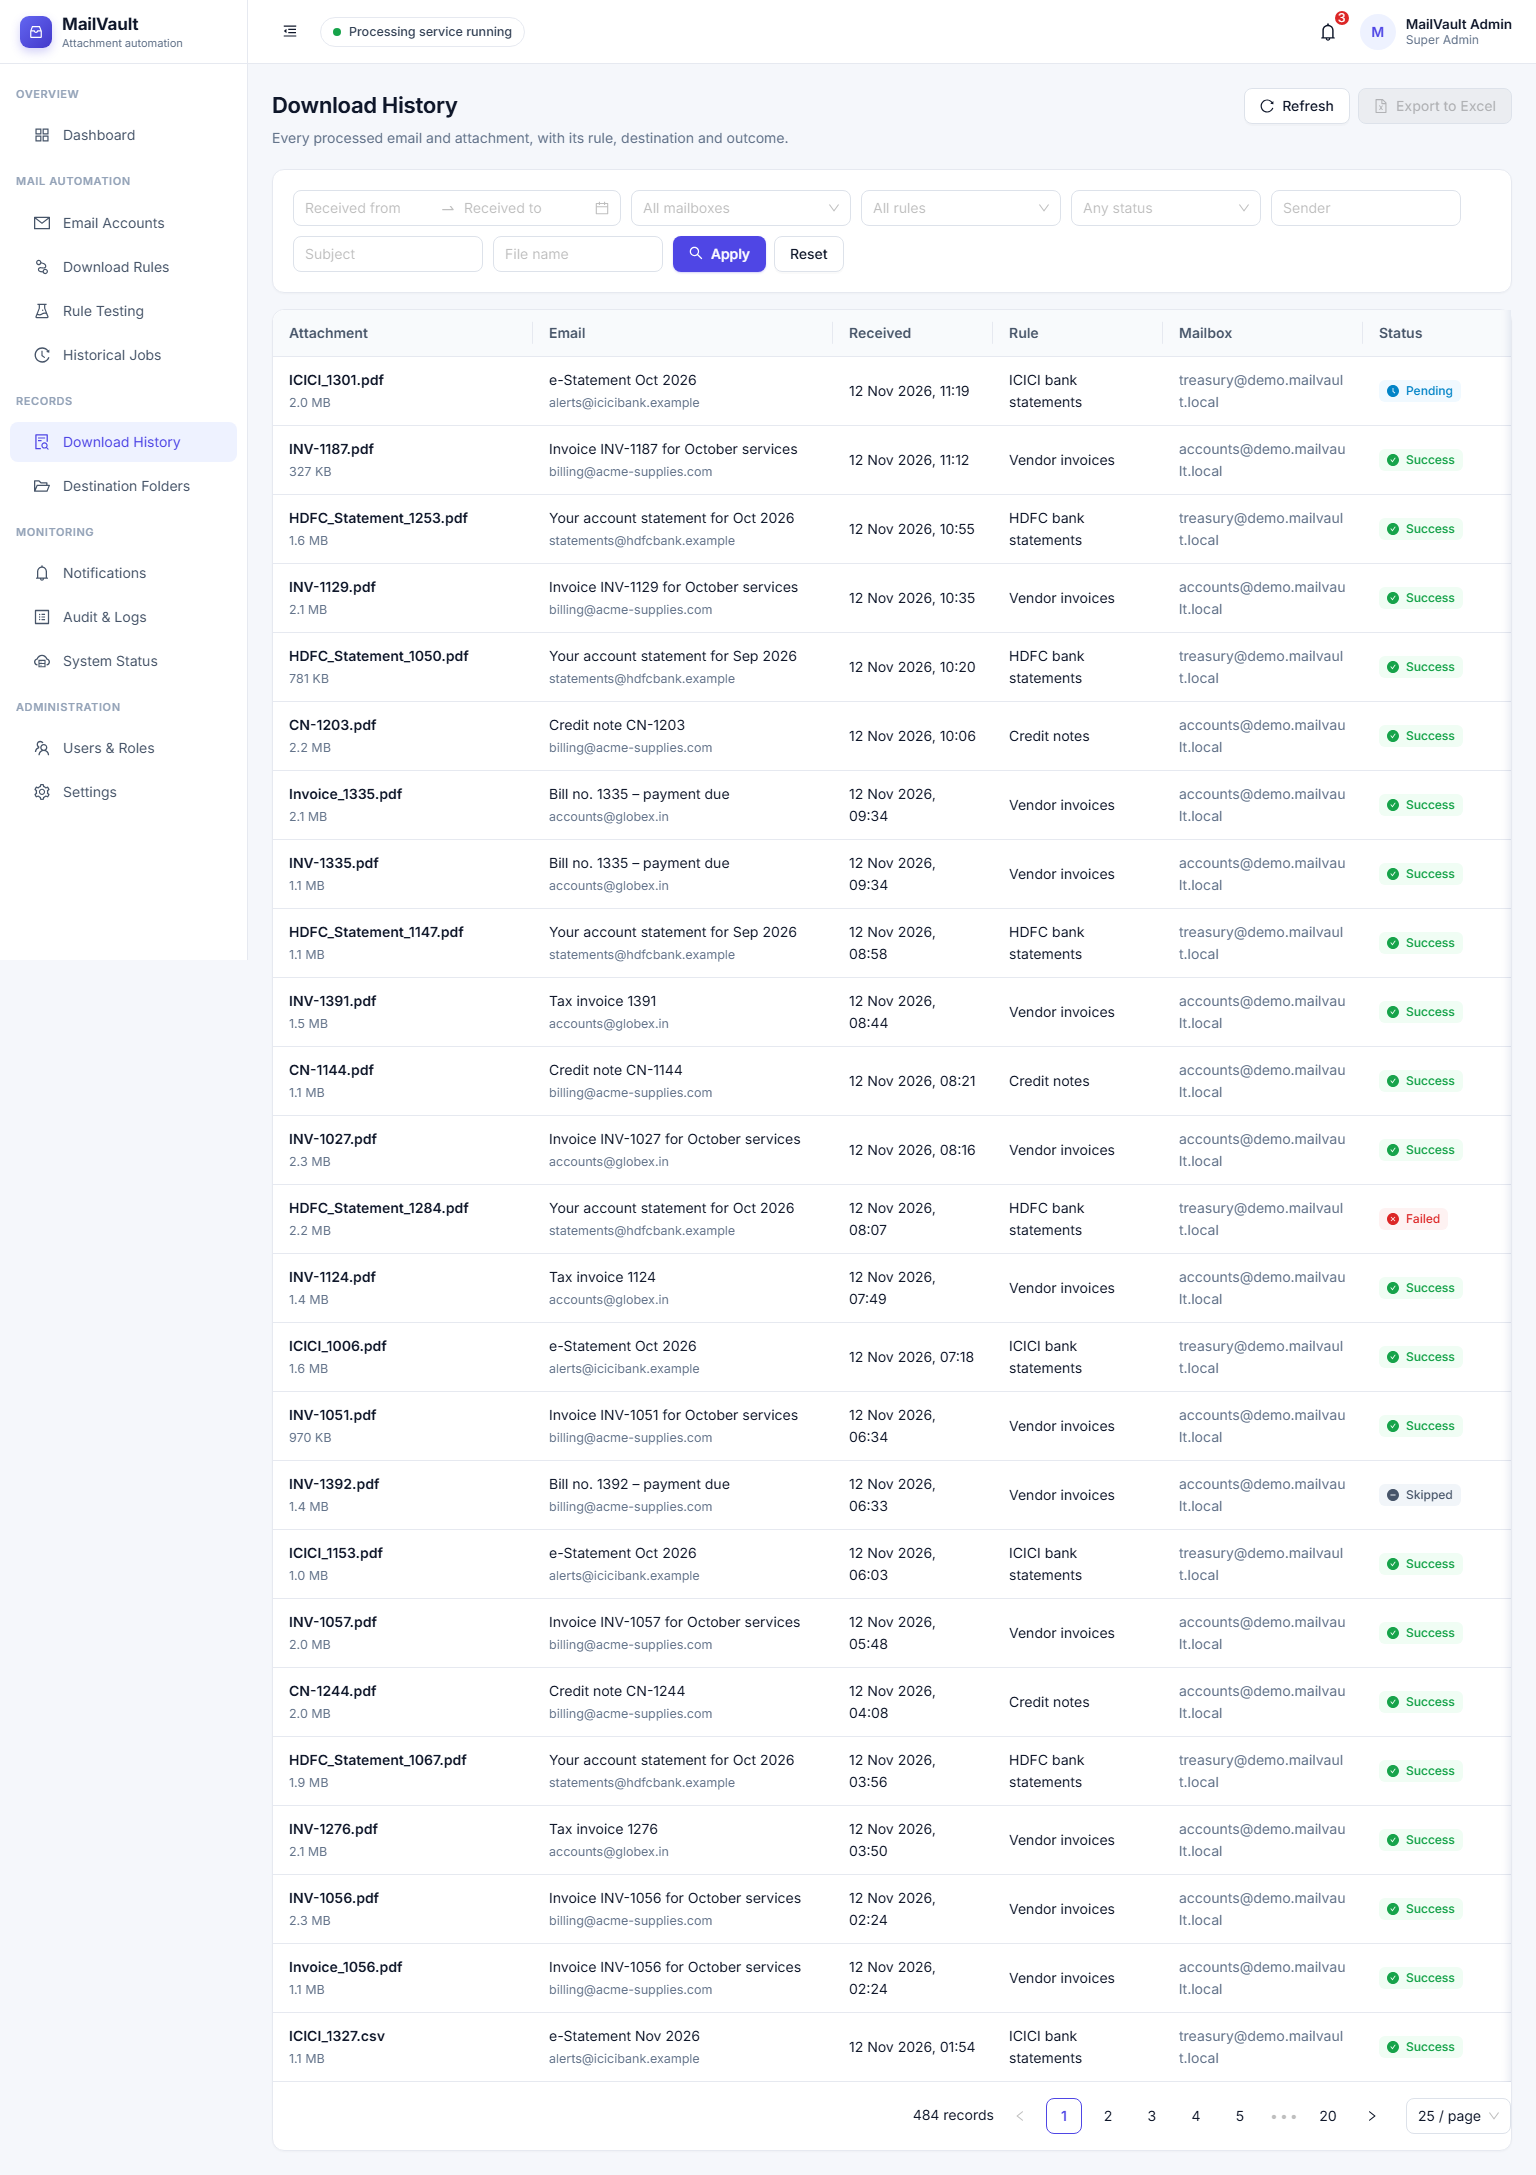 MailVault
Attachment automation
Processing service running
3
M
MailVault Admin
Super Admin
OVERVIEW
Dashboard
MAIL AUTOMATION
Email Accounts
Download Rules
Rule Testing
Historical Jobs
RECORDS
Download History
Destination Folders
MONITORING
Notifications
Audit & Logs
System Status
ADMINISTRATION
Users & Roles
Settings
Download History
Every processed email and attachment, with its rule, destination and outcome.
Refresh
Export to Excel
Received from → Received to
All mailboxes
All rules
Any status
Sender
Subject
File name
Apply
Reset
Attachment Email Received Rule Mailbox Status
ICICI_1301.pdf e-Statement Oct 2026 12 Nov 2026, 11:19 ICICI bank treasury@demo.mailvaul Pending
2.0 MB alerts@icicibank.example statements t.local
INV-1187.pdf Invoice INV-1187 for October services 12 Nov 2026, 11:12 Vendor invoices accounts@demo.mailvau Success
327 KB billing@acme-supplies.com lt.local
HDFC_Statement_1253.pdf Your account statement for Oct 2026 12 Nov 2026, 10:55 HDFC bank treasury@demo.mailvaul Success
1.6 MB statements@hdfcbank.example statements t.local
INV-1129.pdf Invoice INV-1129 for October services 12 Nov 2026, 10:35 Vendor invoices accounts@demo.mailvau Success
2.1 MB billing@acme-supplies.com lt.local
HDFC_Statement_1050.pdf Your account statement for Sep 2026 12 Nov 2026, 10:20 HDFC bank treasury@demo.mailvaul Success
781 KB statements@hdfcbank.example statements t.local
CN-1203.pdf Credit note CN-1203 12 Nov 2026, 10:06 Credit notes accounts@demo.mailvau Success
2.2 MB billing@acme-supplies.com lt.local
Invoice_1335.pdf Bill no. 1335 – payment due 12 Nov 2026, Vendor invoices accounts@demo.mailvau Success
2.1 MB accounts@globex.in 09:34 lt.local
INV-1335.pdf Bill no. 1335 – payment due 12 Nov 2026, Vendor invoices accounts@demo.mailvau Success
1.1 MB accounts@globex.in 09:34 lt.local
HDFC_Statement_1147.pdf Your account statement for Sep 2026 12 Nov 2026, HDFC bank treasury@demo.mailvaul Success
1.1 MB statements@hdfcbank.example 08:58 statements t.local
INV-1391.pdf Tax invoice 1391 12 Nov 2026, Vendor invoices accounts@demo.mailvau Success
1.5 MB accounts@globex.in 08:44 lt.local
CN-1144.pdf Credit note CN-1144 12 Nov 2026, 08:21 Credit notes accounts@demo.mailvau Success
1.1 MB billing@acme-supplies.com lt.local
INV-1027.pdf Invoice INV-1027 for October services 12 Nov 2026, 08:16 Vendor invoices accounts@demo.mailvau Success
2.3 MB accounts@globex.in lt.local
HDFC_Statement_1284.pdf Your account statement for Oct 2026 12 Nov 2026, HDFC bank treasury@demo.mailvaul Failed
2.2 MB statements@hdfcbank.example 08:07 statements t.local
INV-1124.pdf Tax invoice 1124 12 Nov 2026, Vendor invoices accounts@demo.mailvau Success
1.4 MB accounts@globex.in 07:49 lt.local
ICICI_1006.pdf e-Statement Oct 2026 12 Nov 2026, 07:18 ICICI bank treasury@demo.mailvaul Success
1.6 MB alerts@icicibank.example statements t.local
INV-1051.pdf Invoice INV-1051 for October services 12 Nov 2026, Vendor invoices accounts@demo.mailvau Success
970 KB billing@acme-supplies.com 06:34 lt.local
INV-1392.pdf Bill no. 1392 – payment due 12 Nov 2026, Vendor invoices accounts@demo.mailvau Skipped
1.4 MB billing@acme-supplies.com 06:33 lt.local
ICICI_1153.pdf e-Statement Oct 2026 12 Nov 2026, ICICI bank treasury@demo.mailvaul Success
1.0 MB alerts@icicibank.example 06:03 statements t.local
INV-1057.pdf Invoice INV-1057 for October services 12 Nov 2026, Vendor invoices accounts@demo.mailvau Success
2.0 MB billing@acme-supplies.com 05:48 lt.local
CN-1244.pdf Credit note CN-1244 12 Nov 2026, Credit notes accounts@demo.mailvau Success
2.0 MB billing@acme-supplies.com 04:08 lt.local
HDFC_Statement_1067.pdf Your account statement for Oct 2026 12 Nov 2026, HDFC bank treasury@demo.mailvaul Success
1.9 MB statements@hdfcbank.example 03:56 statements t.local
INV-1276.pdf Tax invoice 1276 12 Nov 2026, Vendor invoices accounts@demo.mailvau Success
2.1 MB accounts@globex.in 03:50 lt.local
INV-1056.pdf Invoice INV-1056 for October services 12 Nov 2026, Vendor invoices accounts@demo.mailvau Success
2.3 MB billing@acme-supplies.com 02:24 lt.local
Invoice_1056.pdf Invoice INV-1056 for October services 12 Nov 2026, Vendor invoices accounts@demo.mailvau Success
1.1 MB billing@acme-supplies.com 02:24 lt.local
ICICI_1327.csv e-Statement Nov 2026 12 Nov 2026, 01:54 ICICI bank treasury@demo.mailvaul Success
1.1 MB alerts@icicibank.example statements t.local
484 records < 1 2 3 4 5 ••• 20 > 25 / page